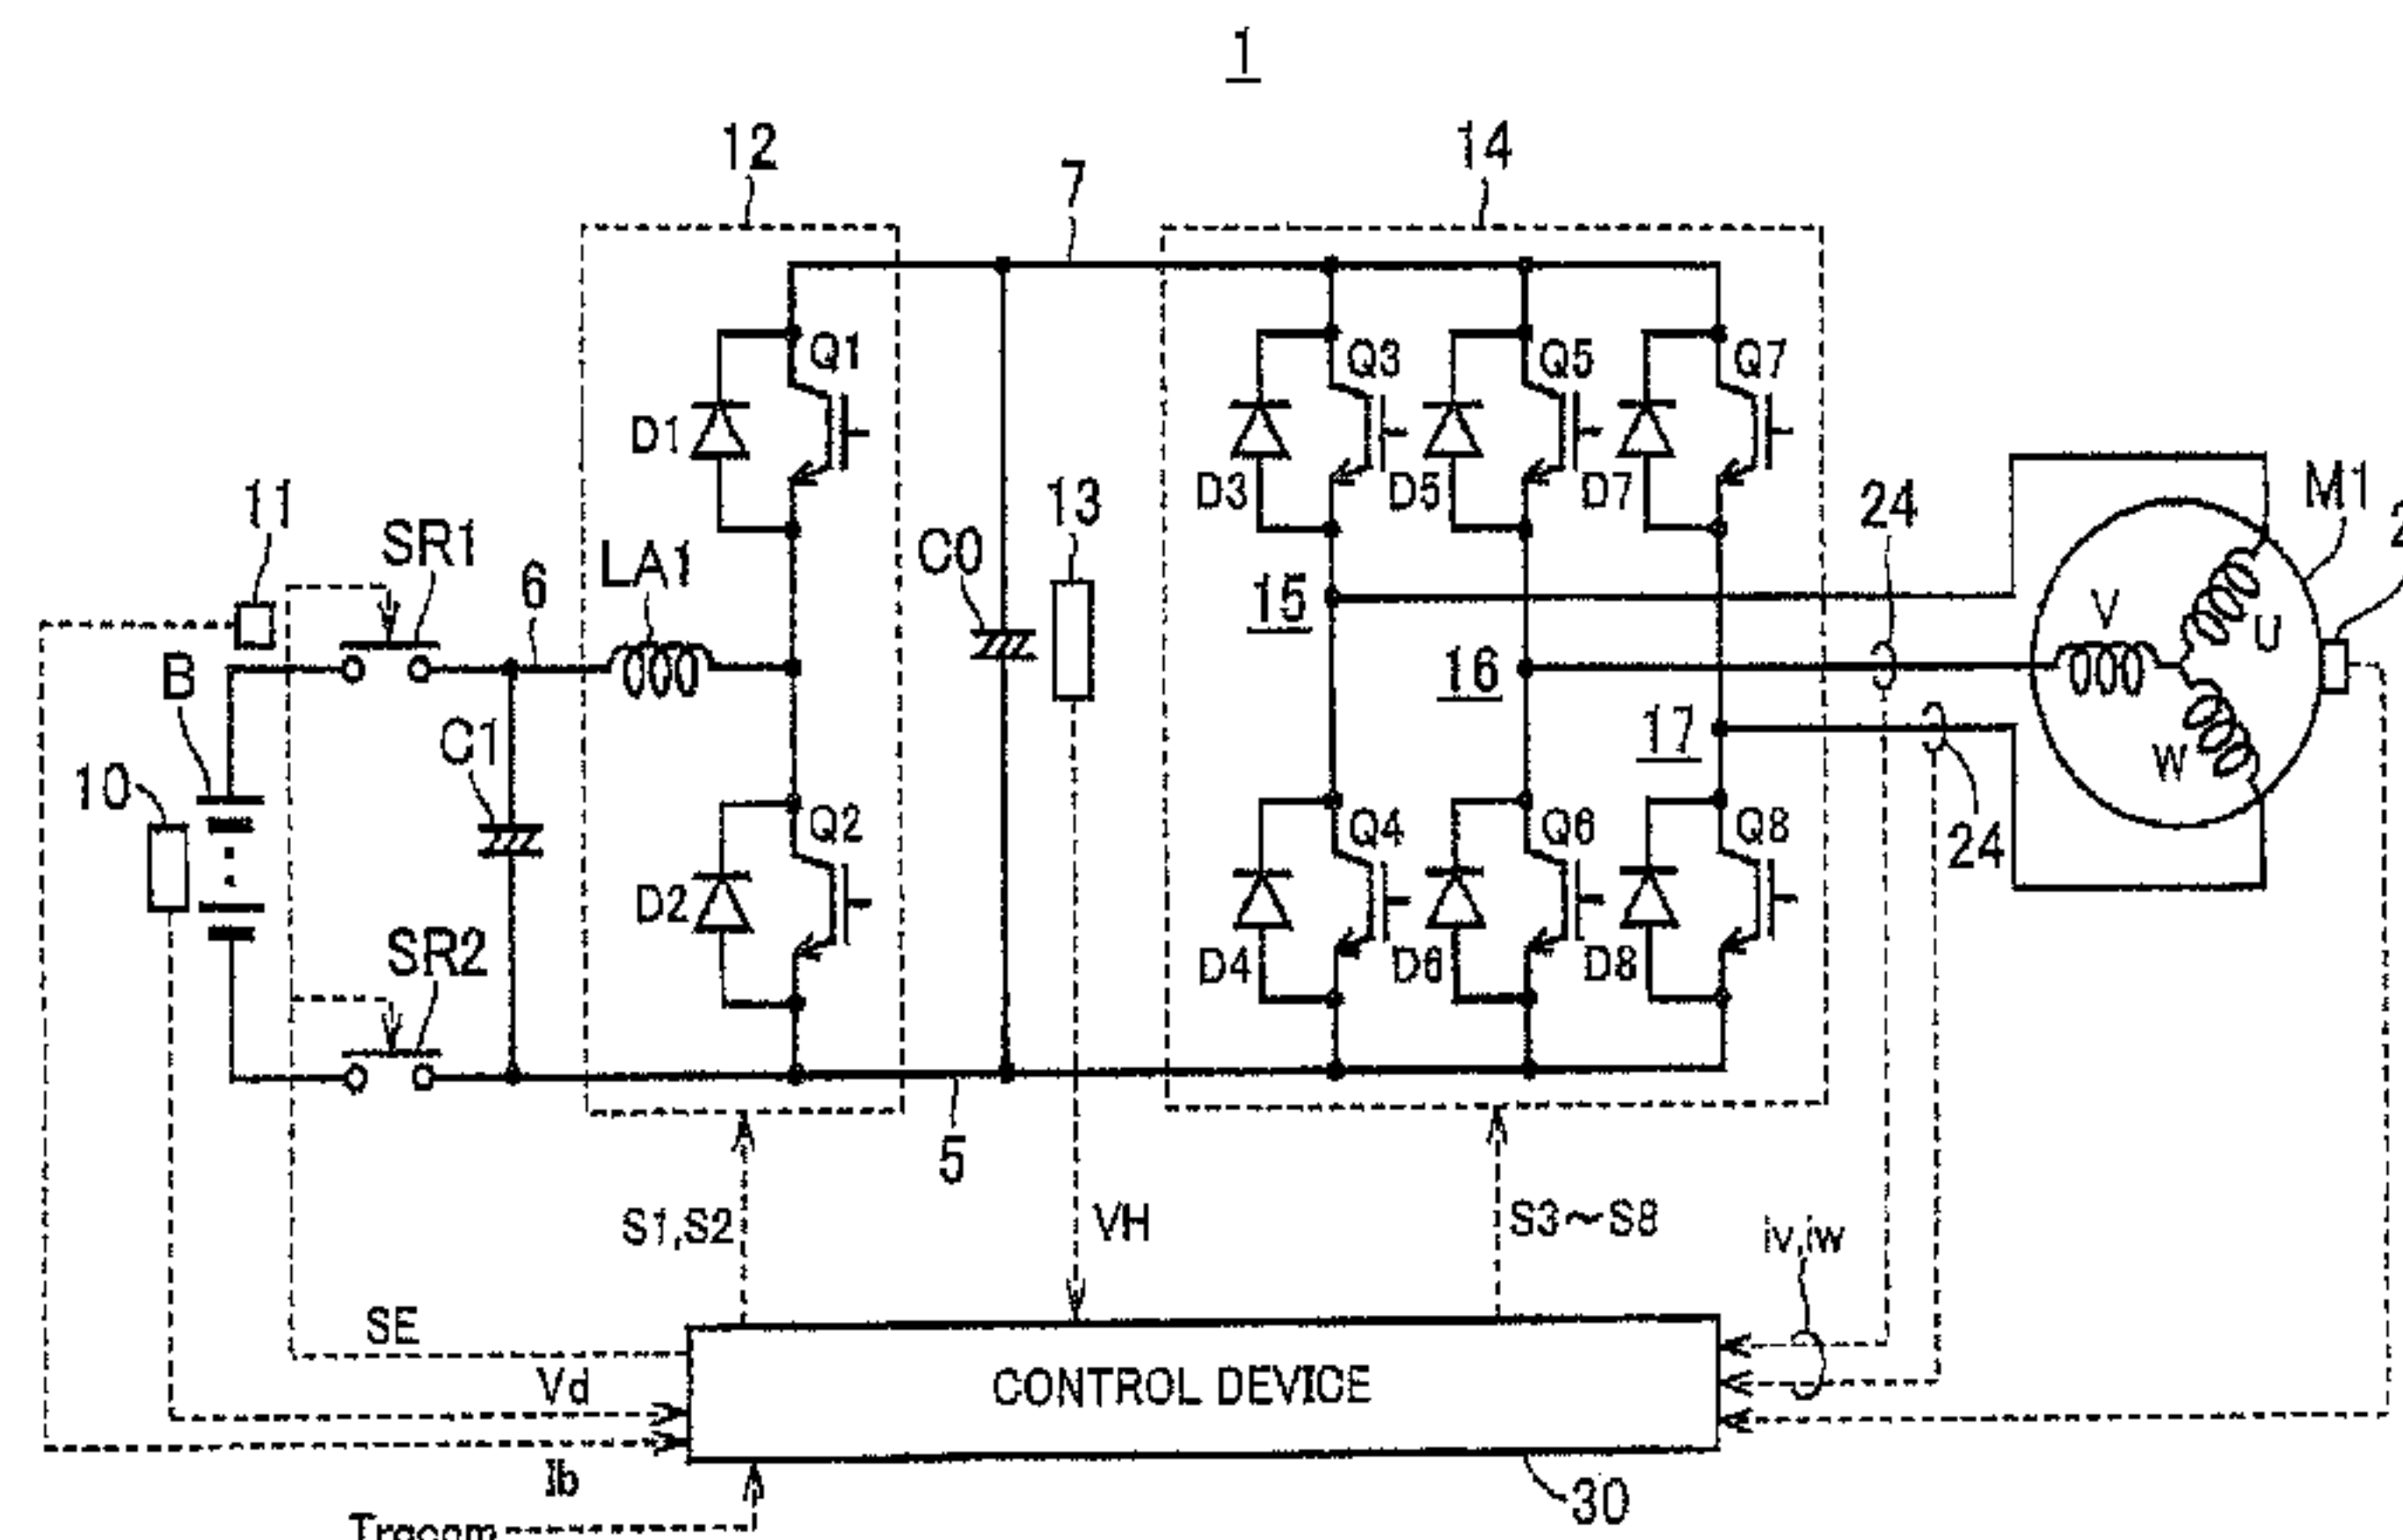 1
12
14
7
Q1
Q3
Q5
Q7
D1
D3
D5
D7
11
SR1
6
LA1
C0
13
24
M1
2
15
V
U
B
16
C1
17
W
10
Q2
Q4
Q6
Q8
24
D2
SR2
D4
D6
D8
5
S1,S2
VH
S3～S8
iv,iw
SE
Vd
CONTROL DEVICE
Ib
30
Tracom